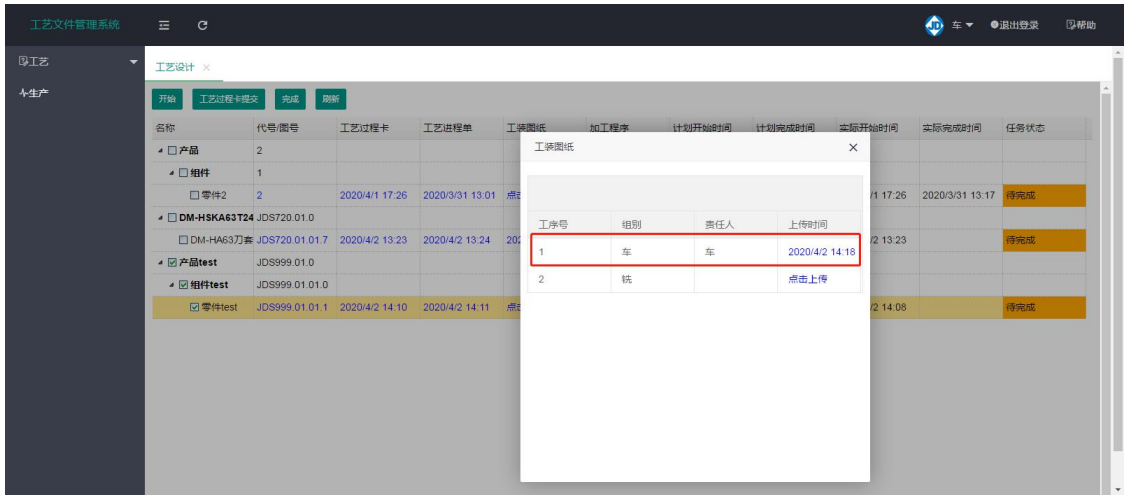 工艺文件管理系统 JD 车 退出登录 帮助
工艺 工艺设计 ×
生产 开始 工艺过程卡提交 完成 刷新
名称 代号/图号 工艺过程卡 工艺进程单 工装图纸 加工程序 计划开始时间 计划完成时间 实际开始时间 实际完成时间 任务状态
产品 2
组件 1
零件2 2 2020/4/1 17:26 2020/3/31 13:01 /1 17:26 2020/3/31 13:17 待完成
DM-HSKA63T24 JDS720.01.0
DM-HA63刀套 JDS720.01.01.7 2020/4/2 13:23 2020/4/2 13:24 202 /2 13:23 待完成
产品test JDS999.01.0
组件test JDS999.01.01.0
零件test JDS999.01.01.1 2020/4/2 14:10 2020/4/2 14:11 /2 14:08 待完成
工装图纸 ×
工序号 组别 责任人 上传时间
1 车 车 2020/4/2 14:18
2 铣 点击上传